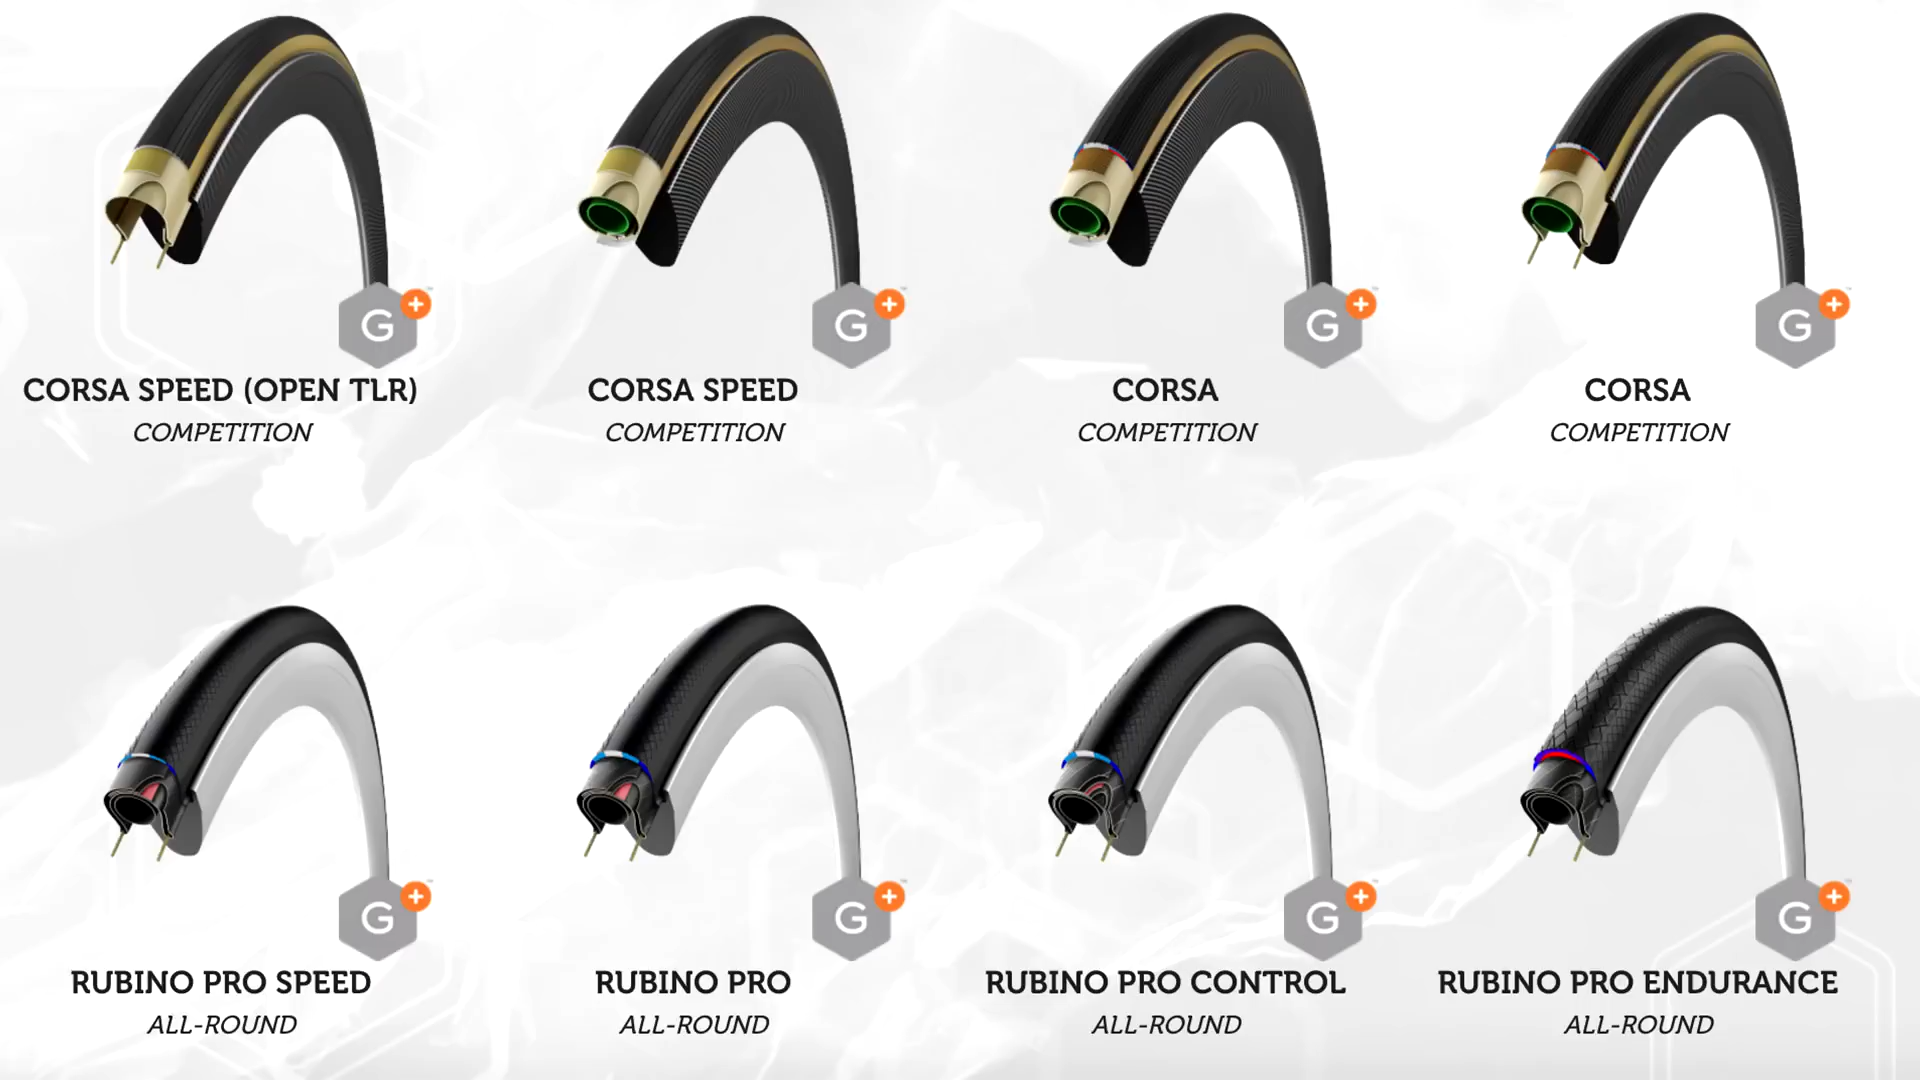 G+
G+
G+
G+
CORSA SPEED (OPEN TLR)
CORSA SPEED
CORSA
CORSA
COMPETITION
COMPETITION
COMPETITION
COMPETITION
G+
G+
G+
G+
RUBINO PRO SPEED
RUBINO PRO
RUBINO PRO CONTROL
RUBINO PRO ENDURANCE
ALL-ROUND
ALL-ROUND
ALL-ROUND
ALL-ROUND